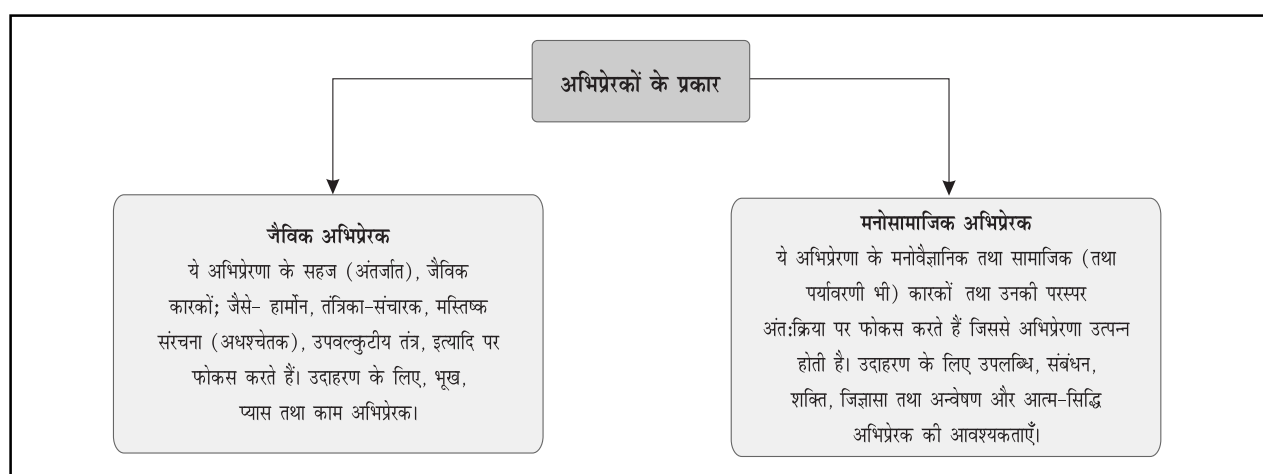 अभिप्रेरकों के प्रकार
जैविक अभिप्रेरक
ये अभिप्रेरणा के सहज (अंतर्जात), जैविक
कारकों; जैसे- हार्मोन, तंत्रिका-संचारक, मस्तिष्क
संरचना (अधश्चेतक), उपवल्कुटीय तंत्र, इत्यादि पर
फोकस करते हैं। उदाहरण के लिए, भूख,
प्यास तथा काम अभिप्रेरक।
मनोसामाजिक अभिप्रेरक
ये अभिप्रेरणा के मनोवैज्ञानिक तथा सामाजिक (तथा
पर्यावरणी भी) कारकों तथा उनकी परस्पर
अंत:क्रिया पर फोकस करते हैं जिससे अभिप्रेरणा उत्पन्न
होती है। उदाहरण के लिए उपलब्धि, संबंधन,
शक्ति, जिज्ञासा तथा अन्वेषण और आत्म-सिद्धि
अभिप्रेरक की आवश्यकताएँ।